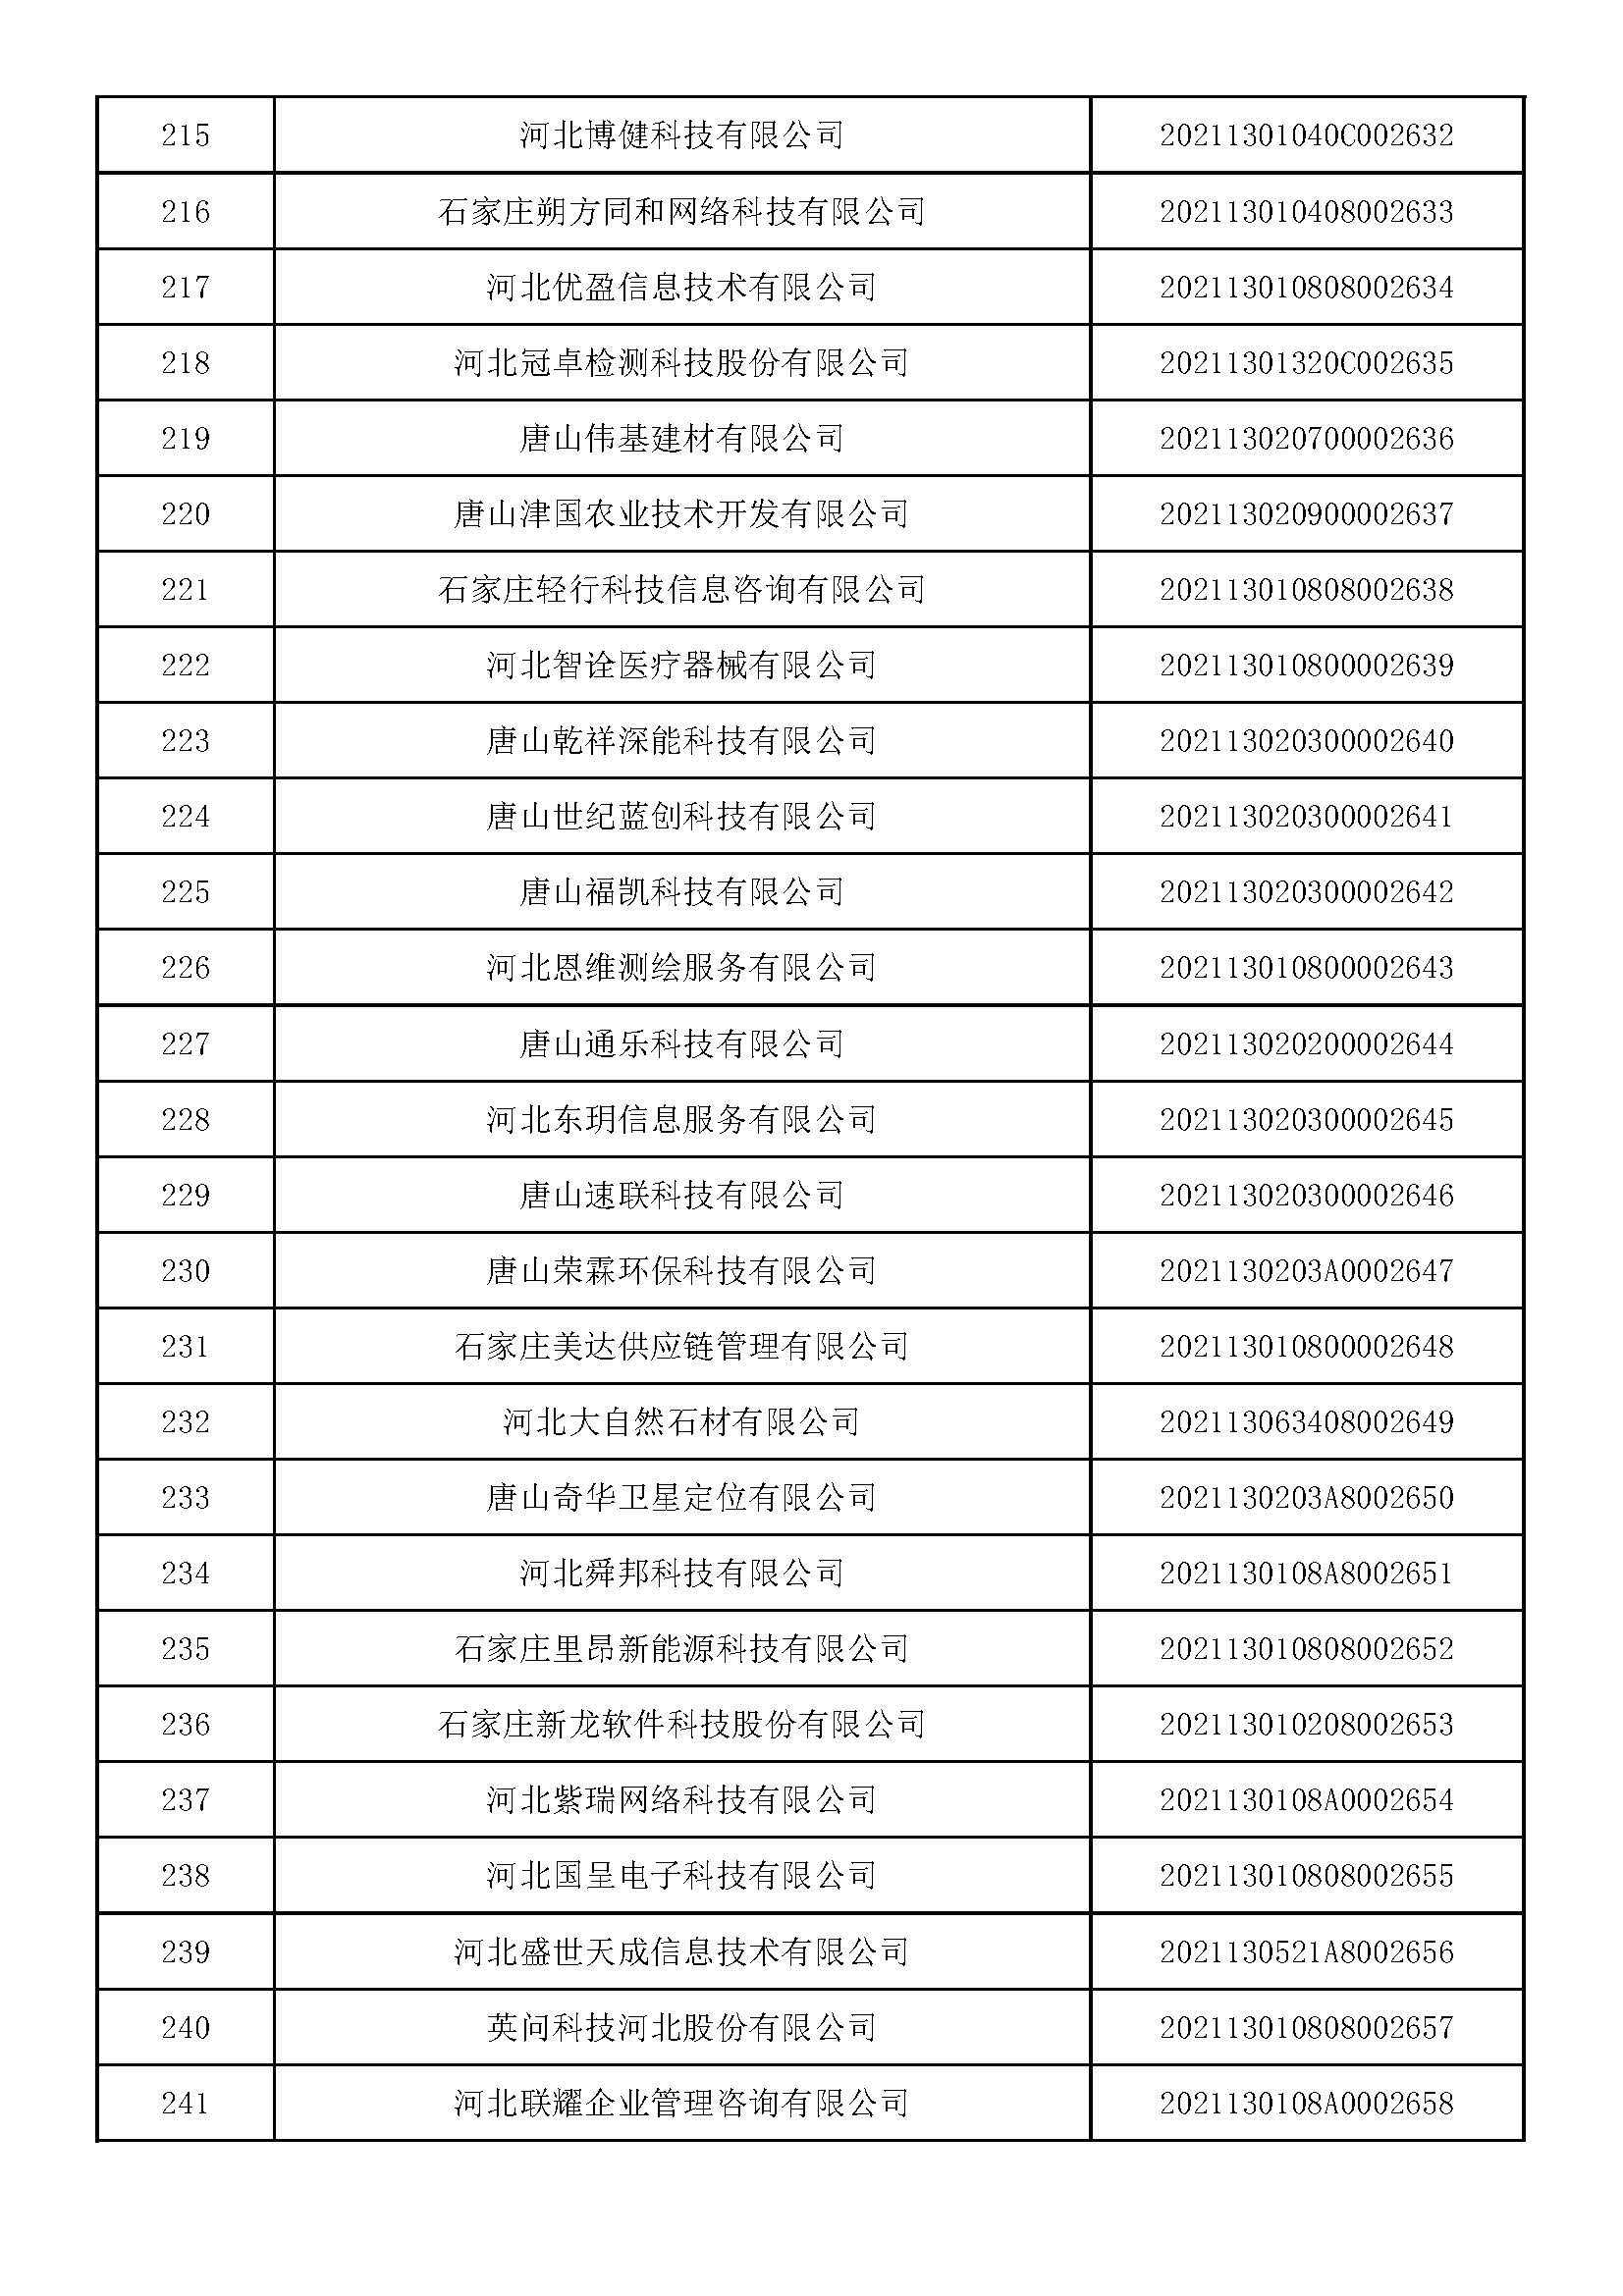 215 河北博健科技有限公司 20211301040C002632
216 石家庄朔方同和网络科技有限公司 202113010408002633
217 河北优盈信息技术有限公司 202113010808002634
218 河北冠卓检测科技股份有限公司 20211301320C002635
219 唐山伟基建材有限公司 202113020700002636
220 唐山津国农业技术开发有限公司 202113020900002637
221 石家庄轻行科技信息咨询有限公司 202113010808002638
222 河北智诠医疗器械有限公司 202113010800002639
223 唐山乾祥深能科技有限公司 202113020300002640
224 唐山世纪蓝创科技有限公司 202113020300002641
225 唐山福凯科技有限公司 202113020300002642
226 河北恩维测绘服务有限公司 202113010800002643
227 唐山通乐科技有限公司 202113020200002644
228 河北东玥信息服务有限公司 202113020300002645
229 唐山速联科技有限公司 202113020300002646
230 唐山荣霖环保科技有限公司 2021130203A0002647
231 石家庄美达供应链管理有限公司 202113010800002648
232 河北大自然石材有限公司 202113063408002649
233 唐山奇华卫星定位有限公司 2021130203A8002650
234 河北舜邦科技有限公司 2021130108A8002651
235 石家庄里昂新能源科技有限公司 202113010808002652
236 石家庄新龙软件科技股份有限公司 202113010208002653
237 河北紫瑞网络科技有限公司 2021130108A0002654
238 河北国呈电子科技有限公司 202113010808002655
239 河北盛世天成信息技术有限公司 2021130521A8002656
240 英问科技河北股份有限公司 202113010808002657
241 河北联耀企业管理咨询有限公司 2021130108A0002658